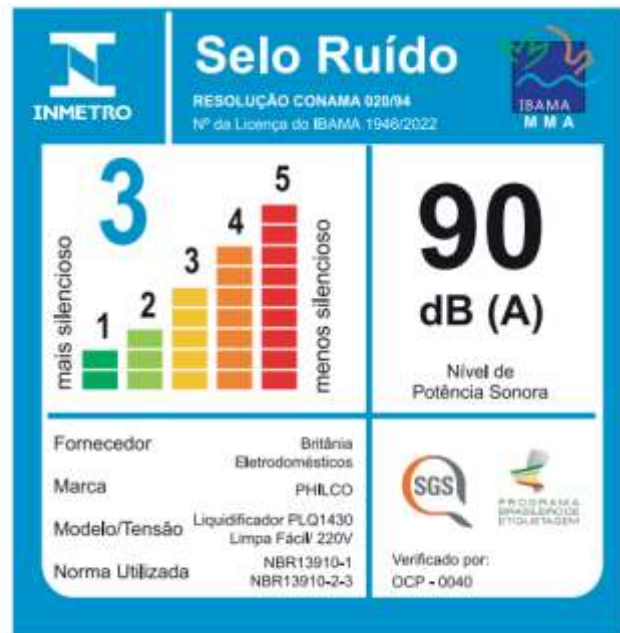 INMETRO
Selo Ruído
RESOLUÇÃO CONAMA 020/94
Nº da Licença do IBAMA 1946/2022
IBAMA
M M A
3
mais silencioso
1
2
3
4
5
menos silencioso
90
dB (A)
Nível de
Potência Sonora
Fornecedor Britânia
Eletrodomésticos
Marca PHILCO
Modelo/Tensão Liquidificador PLQ1430
Limpa Fácil/ 220V
Norma Utilizada NBR13910-1
NBR13910-2-3
SGS
PROGRAMA
BRASILEIRO DE
ETIQUETAGEM
Verificado por:
OCP - 0040